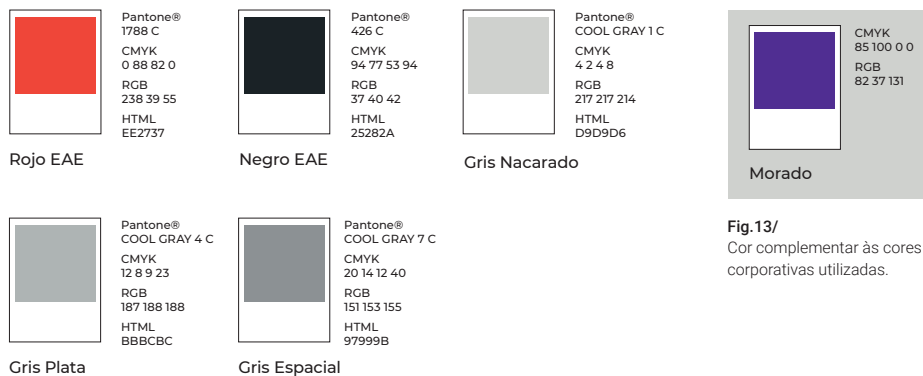 Pantone®
1788 C
CMYK
0 88 82 0
RGB
238 39 55
HTML
EE2737
Rojo EAE
Pantone®
426 C
CMYK
94 77 53 94
RGB
37 40 42
HTML
25282A
Negro EAE
Pantone®
COOL GRAY 1 C
CMYK
4 2 4 8
RGB
217 217 214
HTML
D9D9D6
Gris Nacarado
CMYK
85 100 0 0
RGB
82 37 131
Morado
Fig.13/
Cor complementar às cores
corporativas utilizadas.
Pantone®
COOL GRAY 4 C
CMYK
12 8 9 23
RGB
187 188 188
HTML
BBBCBC
Gris Plata
Pantone®
COOL GRAY 7 C
CMYK
20 14 12 40
RGB
151 153 155
HTML
97999B
Gris Espacial